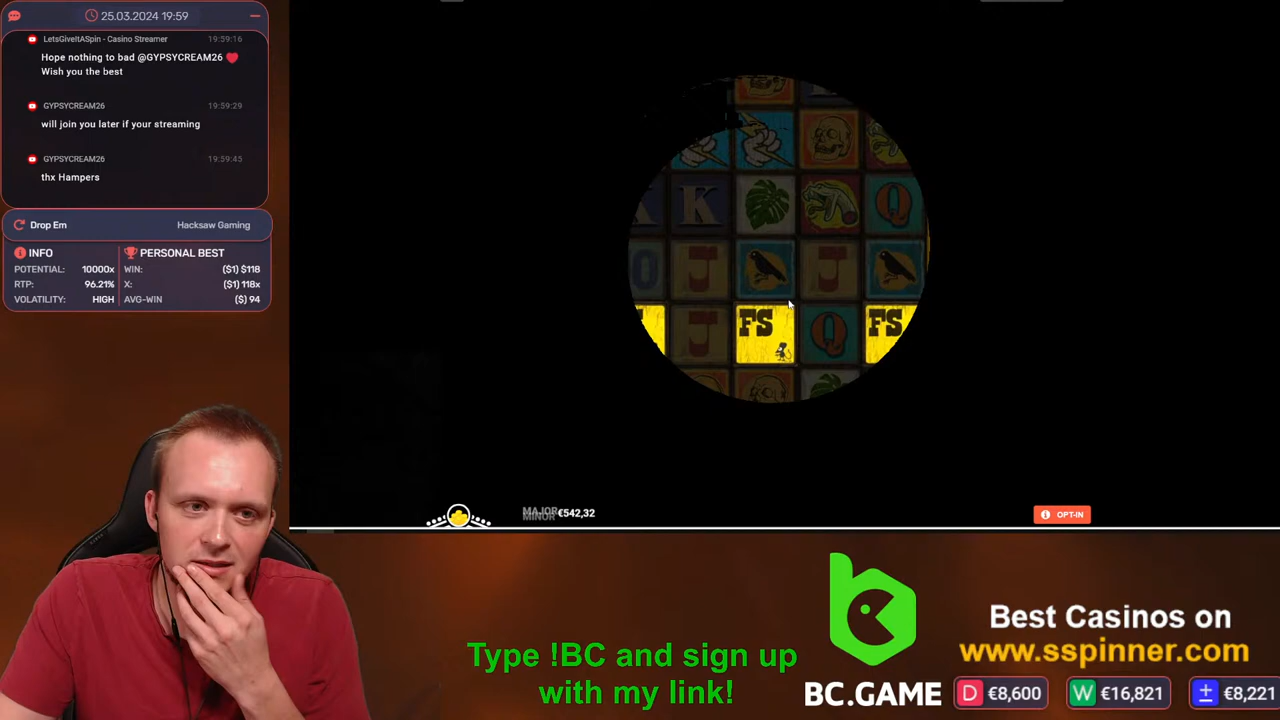 25.03.2024 19:59
LetsGiveItASpin - Casino Streamer 19:59:16
Hope nothing to bad @GYPSYCREAM26
Wish you the best
GYPSYCREAM26 19:59:29
will join you later if your streaming
GYPSYCREAM26 19:59:45
thx Hampers
Drop Em Hacksaw Gaming
INFO
POTENTIAL: 10000x
RTP: 96.21%
VOLATILITY: HIGH
PERSONAL BEST
WIN: ($1) $118
X: ($1) 118x
AVG-WIN ($) 94
K
Q
J J
FS J FS Q FS
€542,32
OPT-IN
Type !BC and sign up
with my link!
BC.GAME
Best Casinos on
www.sspinner.com
D €8,600 W €16,821 ± €8,221